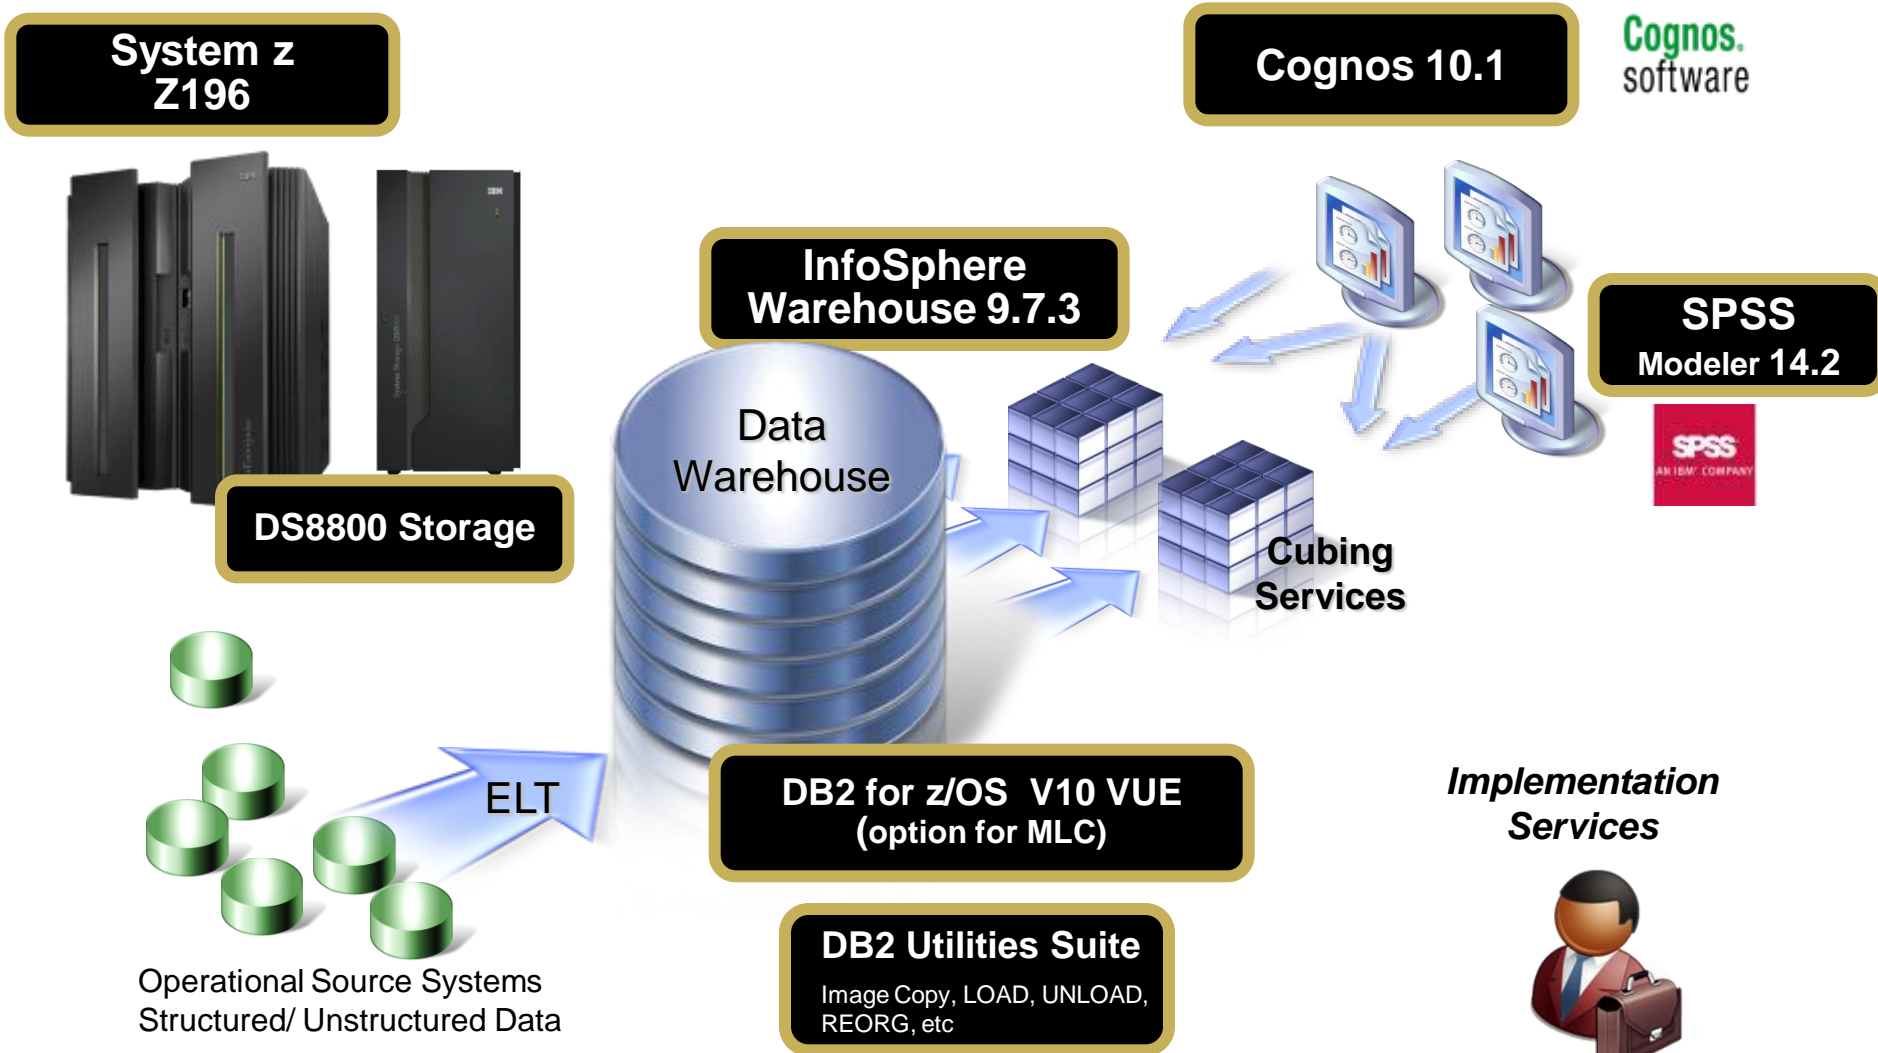 System z
Z196
Cognos 10.1
Cognos.
software
IBM
InfoSphere
Warehouse 9.7.3
SPSS
Modeler 14.2
SPSS
AN IBM COMPANY
Data
Warehouse
DS8800 Storage
Cubing
Services
ELT
DB2 for z/OS V10 VUE
(option for MLC)
Implementation
Services
DB2 Utilities Suite
Image Copy, LOAD, UNLOAD,
REORG, etc
Operational Source Systems
Structured/ Unstructured Data